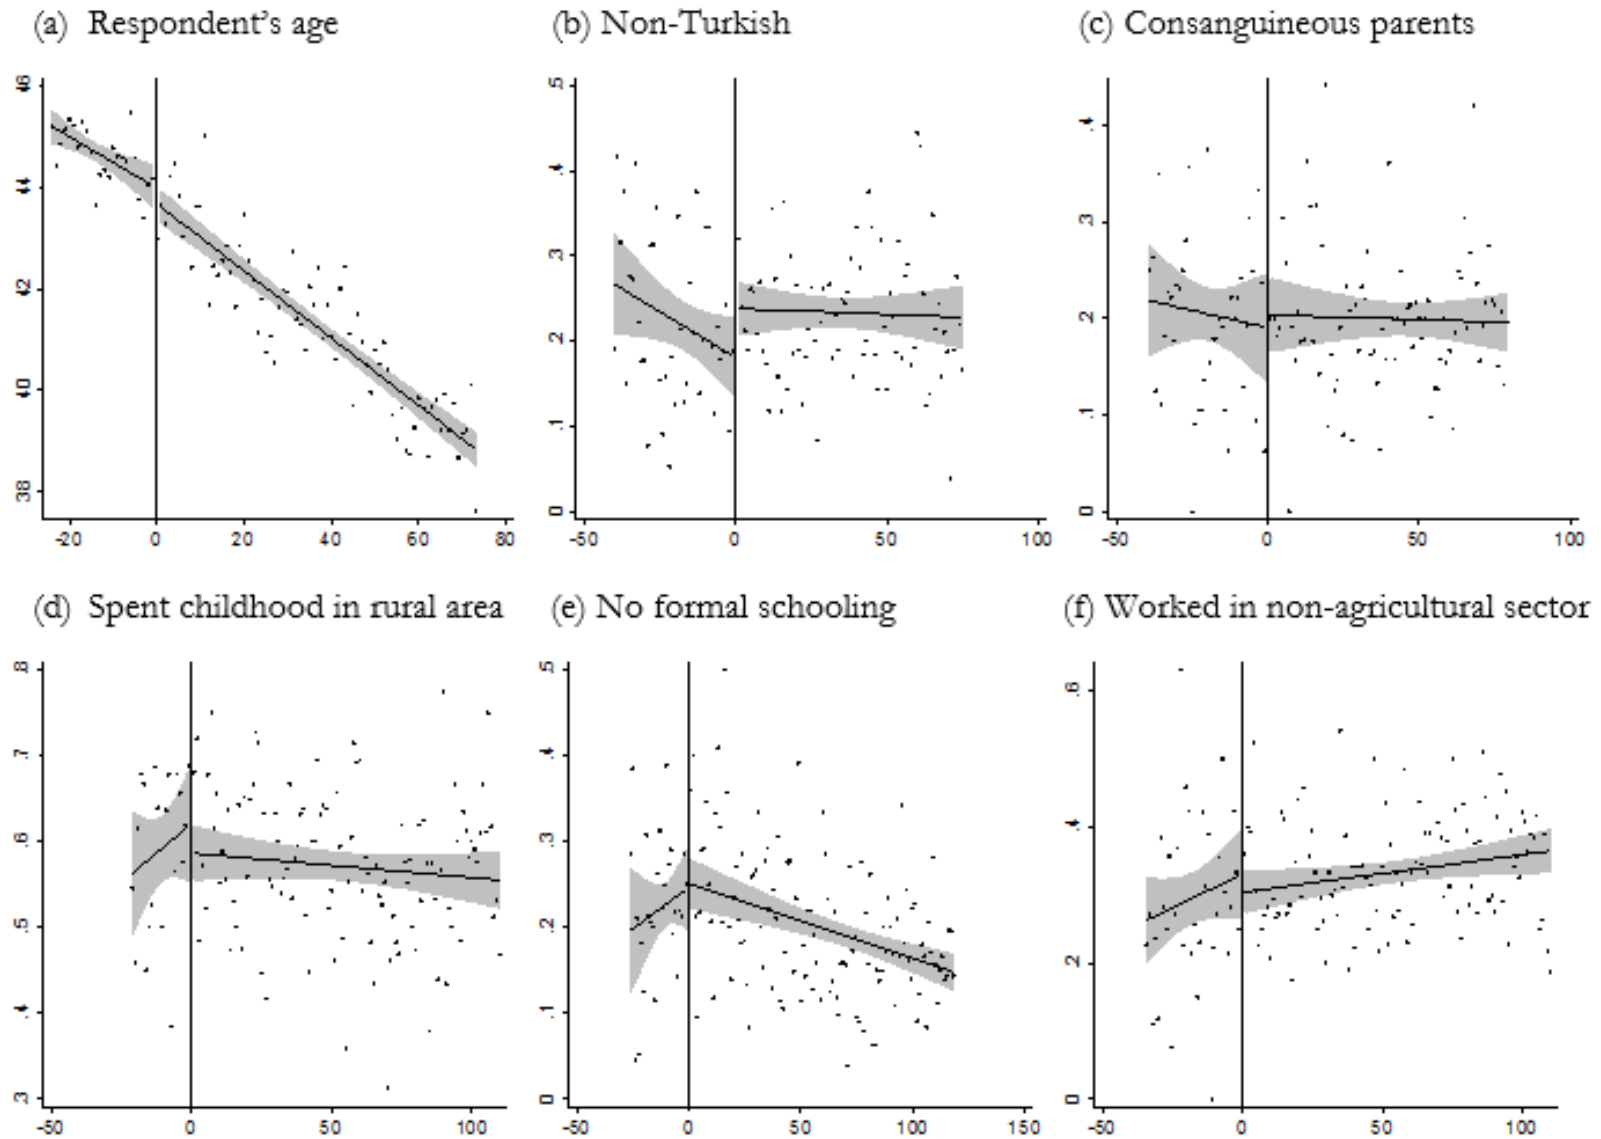 (a) Respondent's age
(b) Non-Turkish
(c) Consanguineous parents
46
44
42
40
38
-20 0 20 40 60 80
.5
.4
.3
.2
.1
0
-50 0 50 100
.4
.3
.2
.1
0
-50 0 50 100
(d) Spent childhood in rural area
(e) No formal schooling
(f) Worked in non-agricultural sector
.8
.7
.6
.5
.4
.3
-50 0 50 100
.5
.4
.3
.2
.1
0
-50 0 50 100 150
.6
.4
.2
0
-50 0 50 100